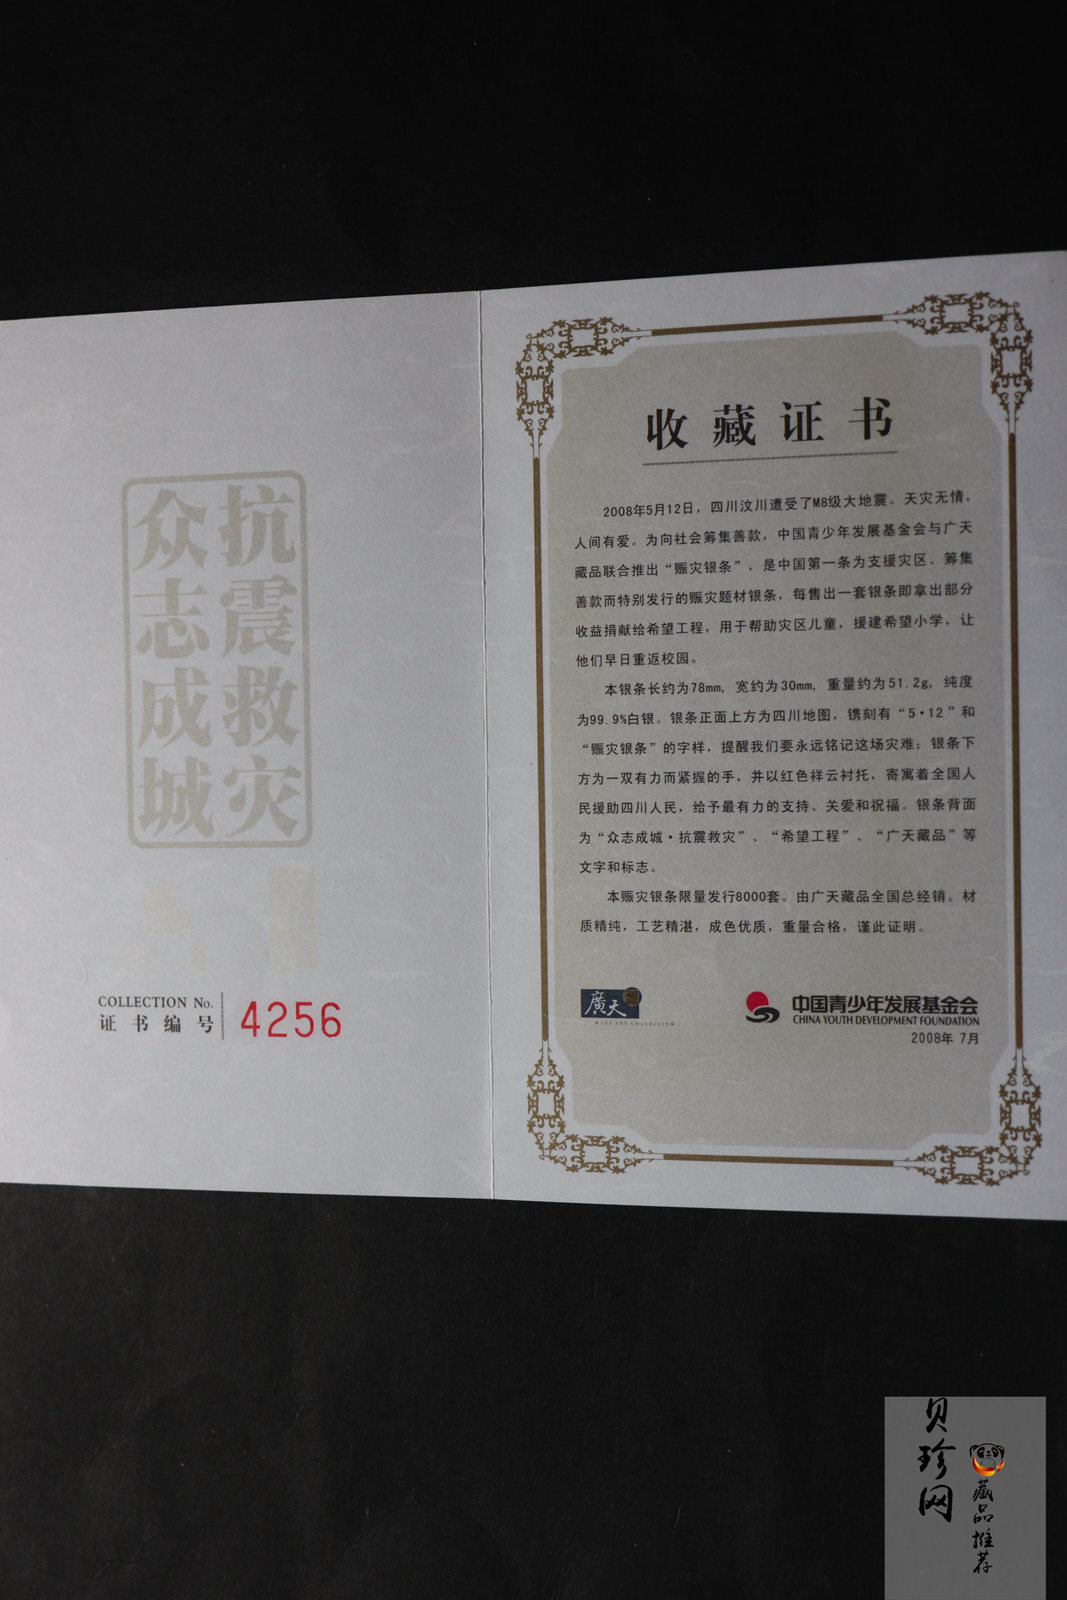 抗震救灾
众志成城
COLLECTION No.
证书编号
4256
收藏证书
2008年5月12日，四川汶川遭受了M8级大地震。天灾无情，
人间有爱。为向社会筹集善款，中国青少年发展基金会与广天
藏品联合推出“赈灾银条”，是中国第一条为支援灾区、筹集
善款而特别发行的赈灾题材银条，每售出一套银条即拿出部分
收益捐献给希望工程，用于帮助灾区儿童，援建希望小学，让
他们早日重返校园。
本银条长约为78mm, 宽约为30mm, 重量约为51.2g, 纯度
为99.9%白银。银条正面上方为四川地图，镌刻有“5·12”和
“赈灾银条”的字样，提醒我们要永远铭记这场灾难；银条下
方为一双有力而紧握的手，并以红色祥云衬托，寄寓着全国人
民援助四川人民，给予最有力的支持、关爱和祝福。银条背面
为“众志成城·抗震救灾”、“希望工程”、“广天藏品”等
文字和标志。
本赈灾银条限量发行8000套。由广天藏品全国总经销。材
质精纯，工艺精湛，成色优质，重量合格，谨此证明。
廣天
中国青少年发展基金会
CHINA YOUTH DEVELOPMENT FOUNDATION
2008年 7月
贝珍网
藏品推荐